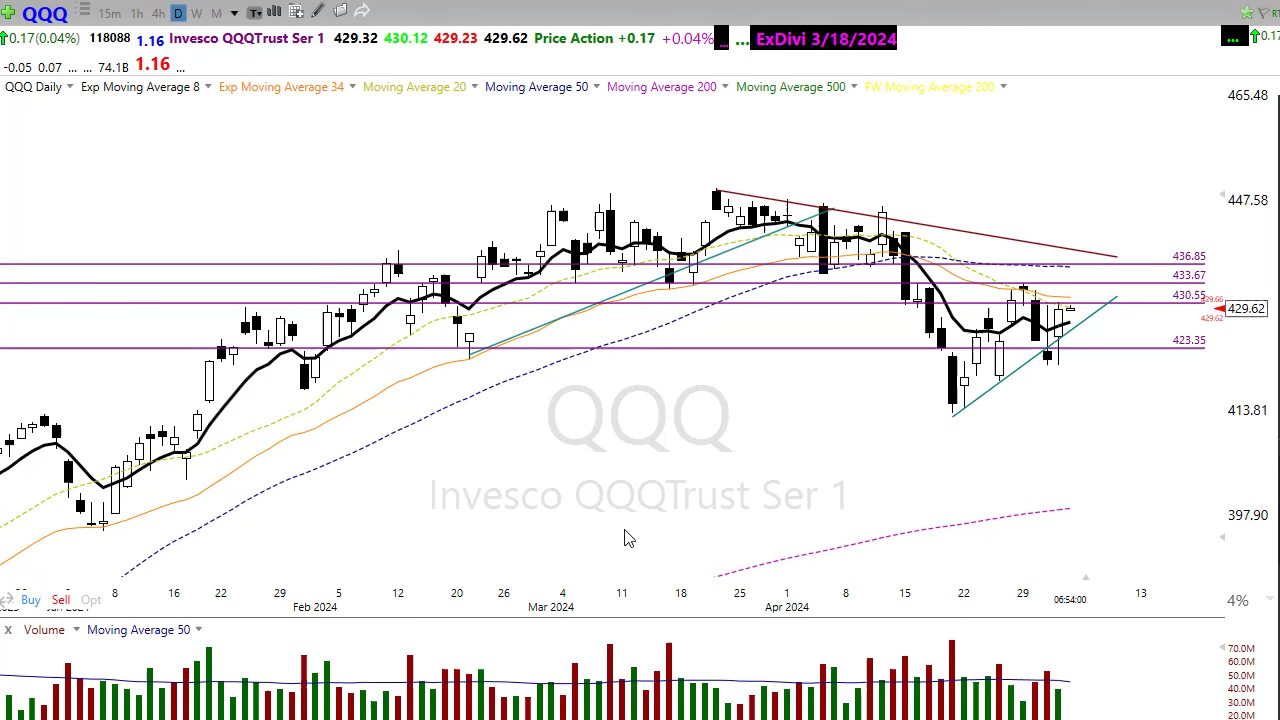 QQQ 15m 1h 4h D W M T
0.17(0.04%) 118088 1.16 Invesco QQQTrust Ser 1 429.32 430.12 429.23 429.62 Price Action +0.17 +0.04% ... ... ExDivi 3/18/2024 ... 0.17
-0.05 0.07 ... ... 74.1B 1.16 ...
QQQ Daily Exp Moving Average 8 Exp Moving Average 34 Moving Average 20 Moving Average 50 Moving Average 200 Moving Average 500 FW Moving Average 200
465.48
447.58
436.85
433.67
430.55
429.66
429.62
429.62
423.35
QQQ
413.81
Invesco QQQTrust Ser 1
397.90
8 16 22 29 5 12 20 26 4 11 18 25 1 8 15 22 29 06:54:00 13
Buy Sell Opt 4%
Feb 2024 Mar 2024 Apr 2024
X Volume Moving Average 50
70.0M
60.0M
50.0M
40.0M
30.0M
20.0M